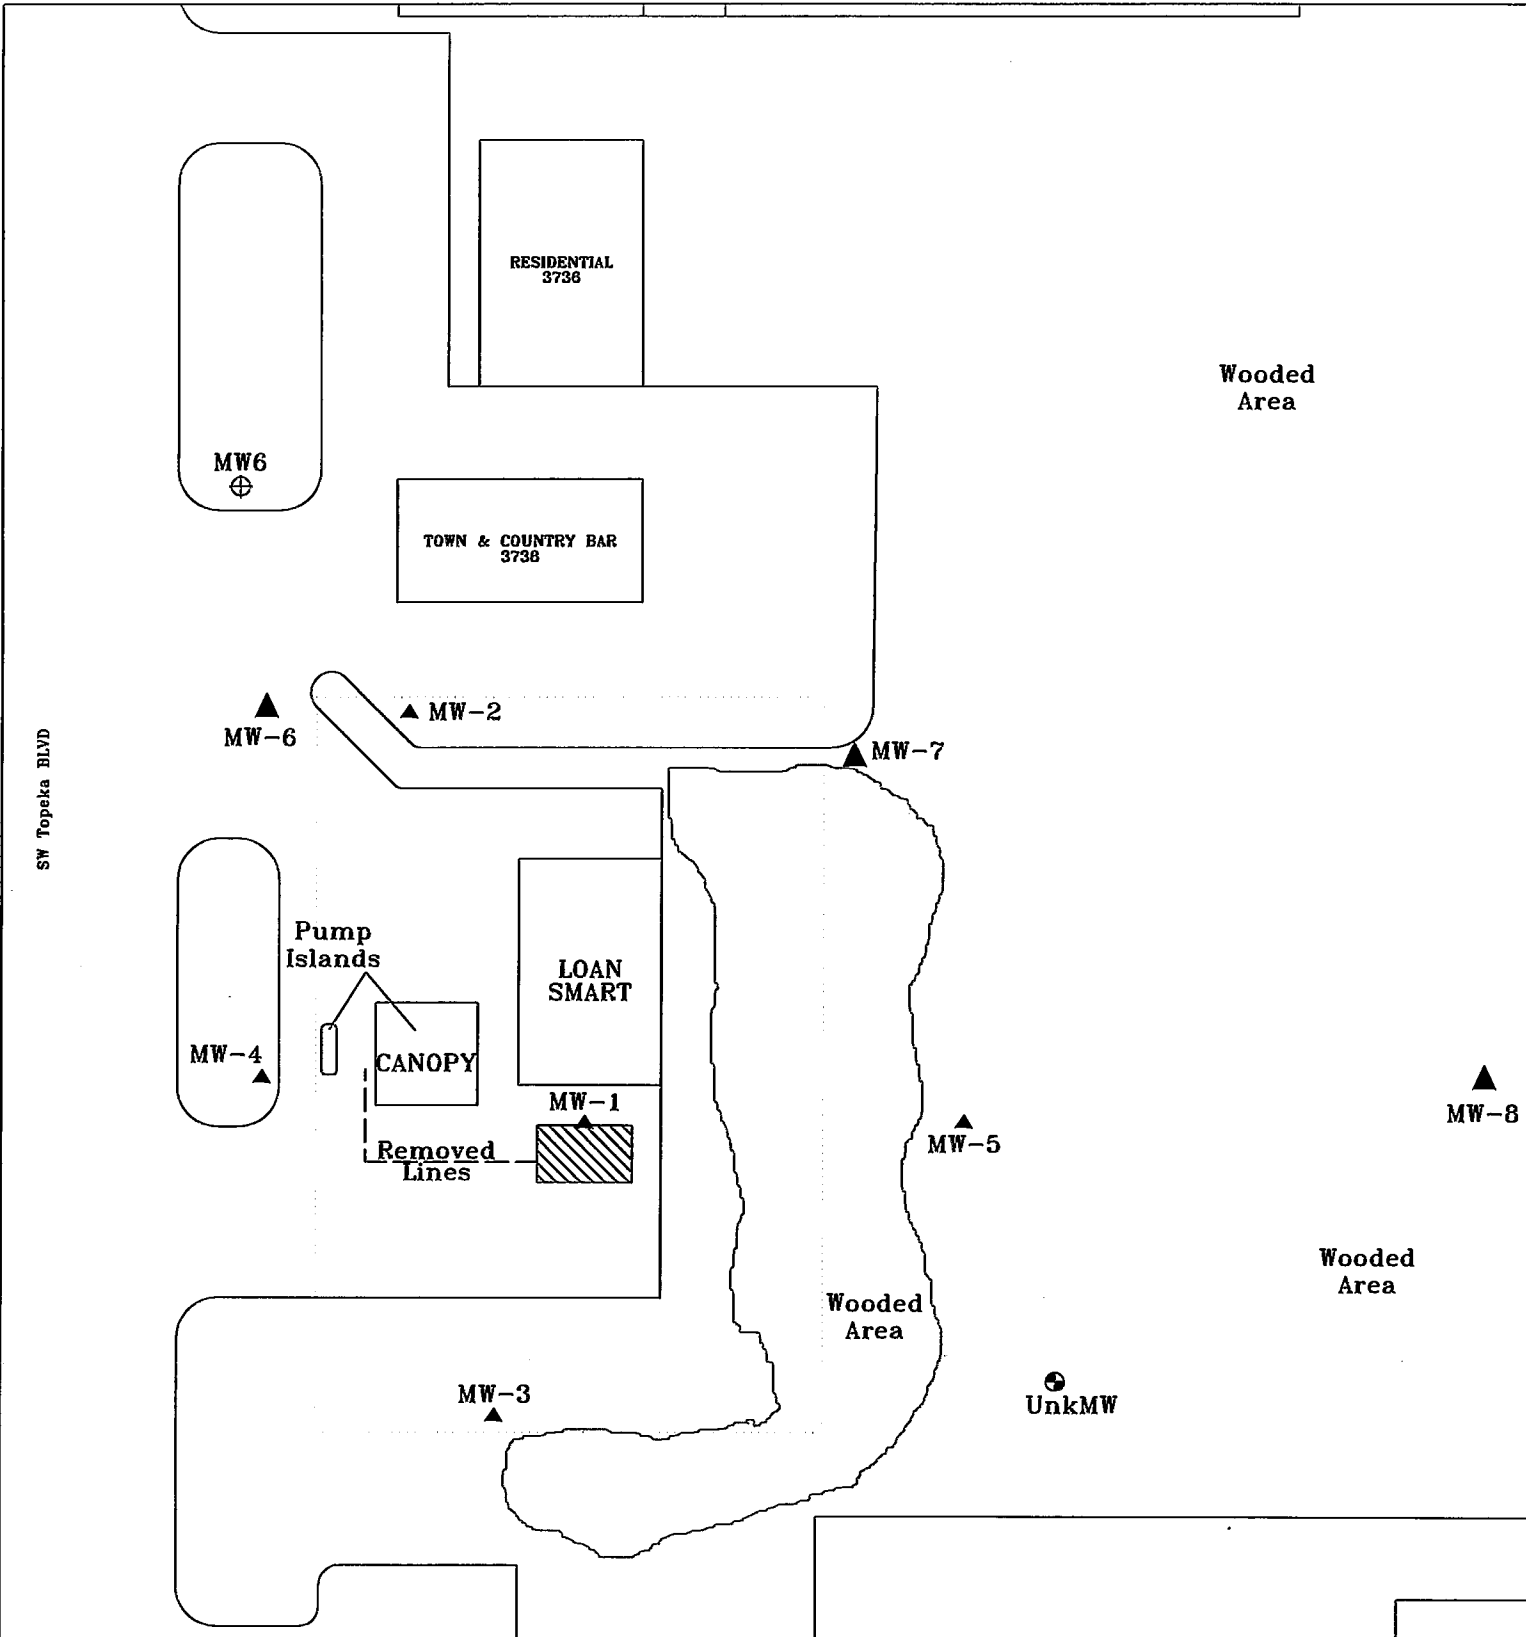 RESIDENTIAL
3736
Wooded
Area
MW6
TOWN & COUNTRY BAR
3736
MW-2
MW-6
MW-7
SW Topeka BLVD
Pump
Islands
LOAN
SMART
MW-4
CANOPY
MW-1
MW-8
MW-5
Removed
Lines
Wooded
Area
Wooded
Area
MW-3
UnkMW